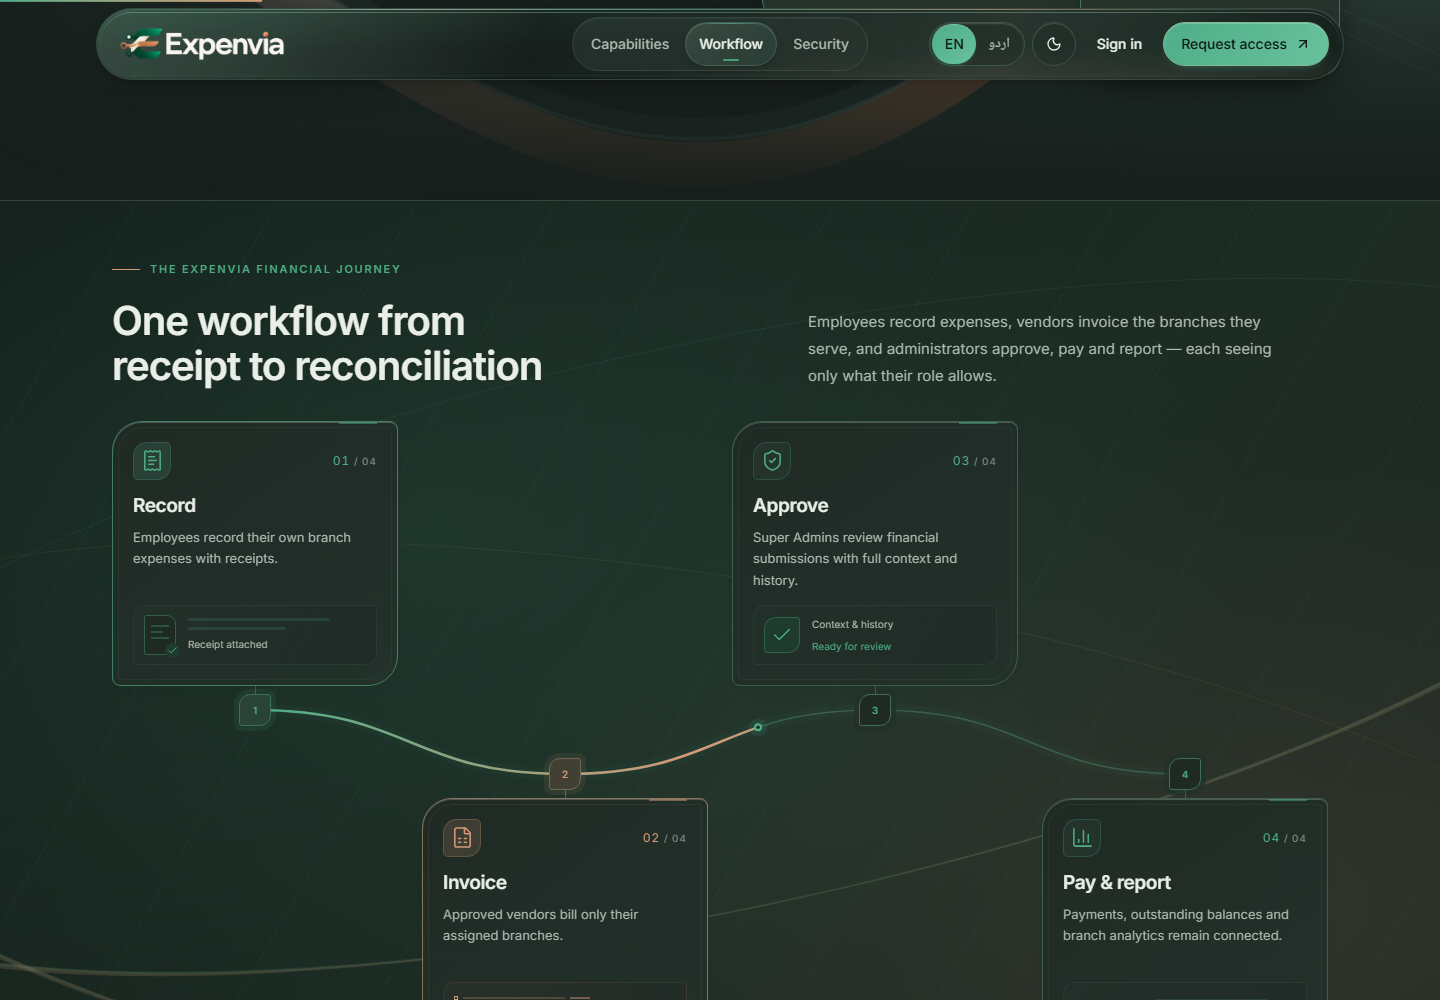 Expenvia
Capabilities
Workflow
Security
EN
اردو
Sign in
Request access
THE EXPENVIA FINANCIAL JOURNEY
One workflow from
receipt to reconciliation
Employees record expenses, vendors invoice the branches they
serve, and administrators approve, pay and report — each seeing
only what their role allows.
01 / 04
Record
Employees record their own branch
expenses with receipts.
Receipt attached
03 / 04
Approve
Super Admins review financial
submissions with full context and
history.
Context & history
Ready for review
1
2
3
4
02 / 04
Invoice
Approved vendors bill only their
assigned branches.
04 / 04
Pay & report
Payments, outstanding balances and
branch analytics remain connected.